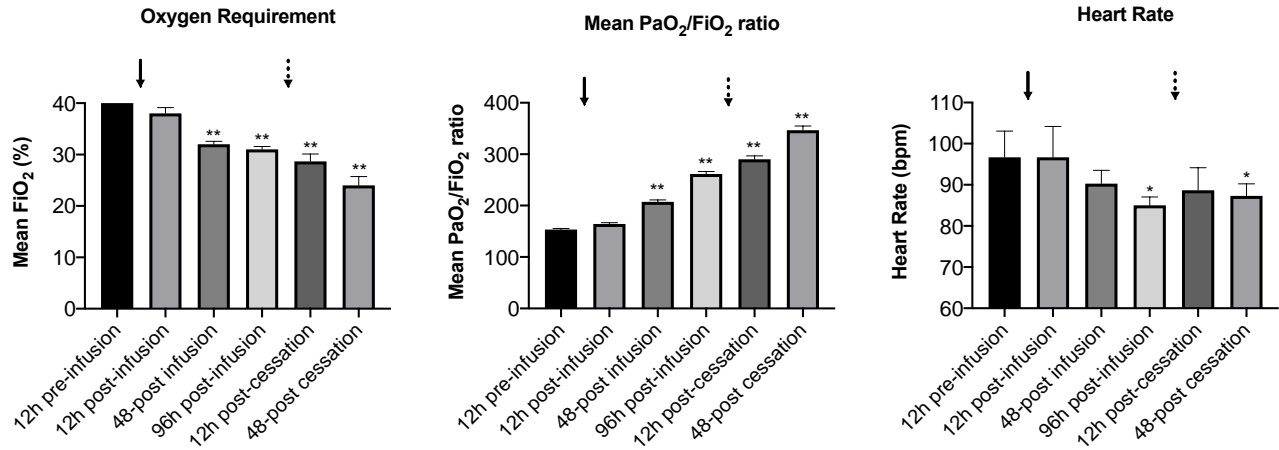 Oxygen Requirement
Mean FiO2 (%)
40
30
20
10
0
**
**
**
**
12h pre-infusion
12h post-infusion
48-post infusion
96h post-infusion
12h post-cessation
48-post cessation
Mean PaO2/FiO2 ratio
Mean PaO2/FiO2 ratio
400
300
200
100
0
**
**
**
**
12h pre-infusion
12h post-infusion
48-post infusion
96h post-infusion
12h post-cessation
48-post cessation
Heart Rate
Heart Rate (bpm)
110
100
90
80
70
60
*
*
12h pre-infusion
12h post-infusion
48-post infusion
96h post-infusion
12h post-cessation
48-post cessation